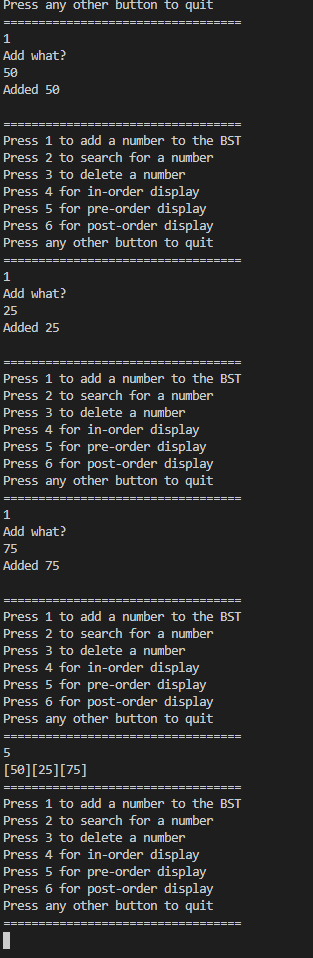 Press any other button to quit
==================================
1
Add what?
50
Added 50
==================================
Press 1 to add a number to the BST
Press 2 to search for a number
Press 3 to delete a number
Press 4 for in-order display
Press 5 for pre-order display
Press 6 for post-order display
Press any other button to quit
==================================
1
Add what?
25
Added 25
==================================
Press 1 to add a number to the BST
Press 2 to search for a number
Press 3 to delete a number
Press 4 for in-order display
Press 5 for pre-order display
Press 6 for post-order display
Press any other button to quit
==================================
1
Add what?
75
Added 75
==================================
Press 1 to add a number to the BST
Press 2 to search for a number
Press 3 to delete a number
Press 4 for in-order display
Press 5 for pre-order display
Press 6 for post-order display
Press any other button to quit
==================================
5
[50][25][75]
==================================
Press 1 to add a number to the BST
Press 2 to search for a number
Press 3 to delete a number
Press 4 for in-order display
Press 5 for pre-order display
Press 6 for post-order display
Press any other button to quit
==================================